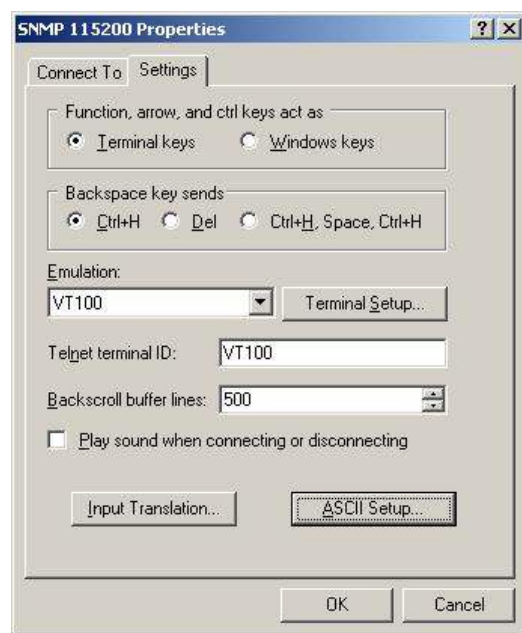 SNMP 115200 Properties
Connect To Settings
Function, arrow, and ctrl keys act as
Terminal keys Windows keys
Backspace key sends
Ctrl+H Del Ctrl+H, Space, Ctrl+H
Emulation:
VT100 Terminal Setup...
Telnet terminal ID: VT100
Backscroll buffer lines: 500
Play sound when connecting or disconnecting
Input Translation... ASCII Setup...
OK Cancel